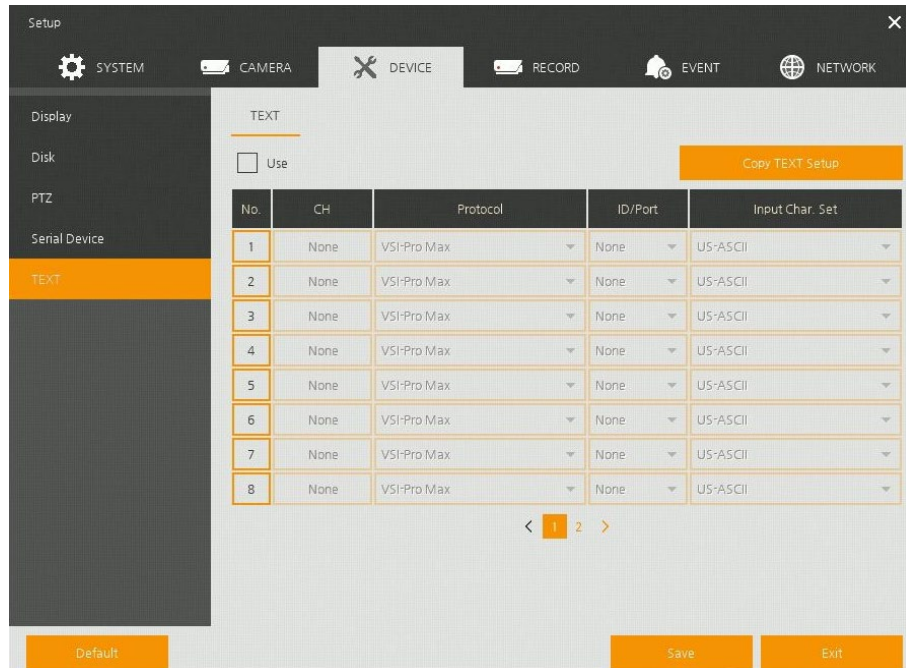 Setup
SYSTEM CAMERA DEVICE RECORD EVENT NETWORK
Display
Disk
PTZ
Serial Device
TEXT
TEXT
Use Copy TEXT Setup
No. CH Protocol ID/Port Input Char. Set
1 None VSI-Pro Max None US-ASCII
2 None VSI-Pro Max None US-ASCII
3 None VSI-Pro Max None US-ASCII
4 None VSI-Pro Max None US-ASCII
5 None VSI-Pro Max None US-ASCII
6 None VSI-Pro Max None US-ASCII
7 None VSI-Pro Max None US-ASCII
8 None VSI-Pro Max None US-ASCII
< 1 2 >
Default Save Exit